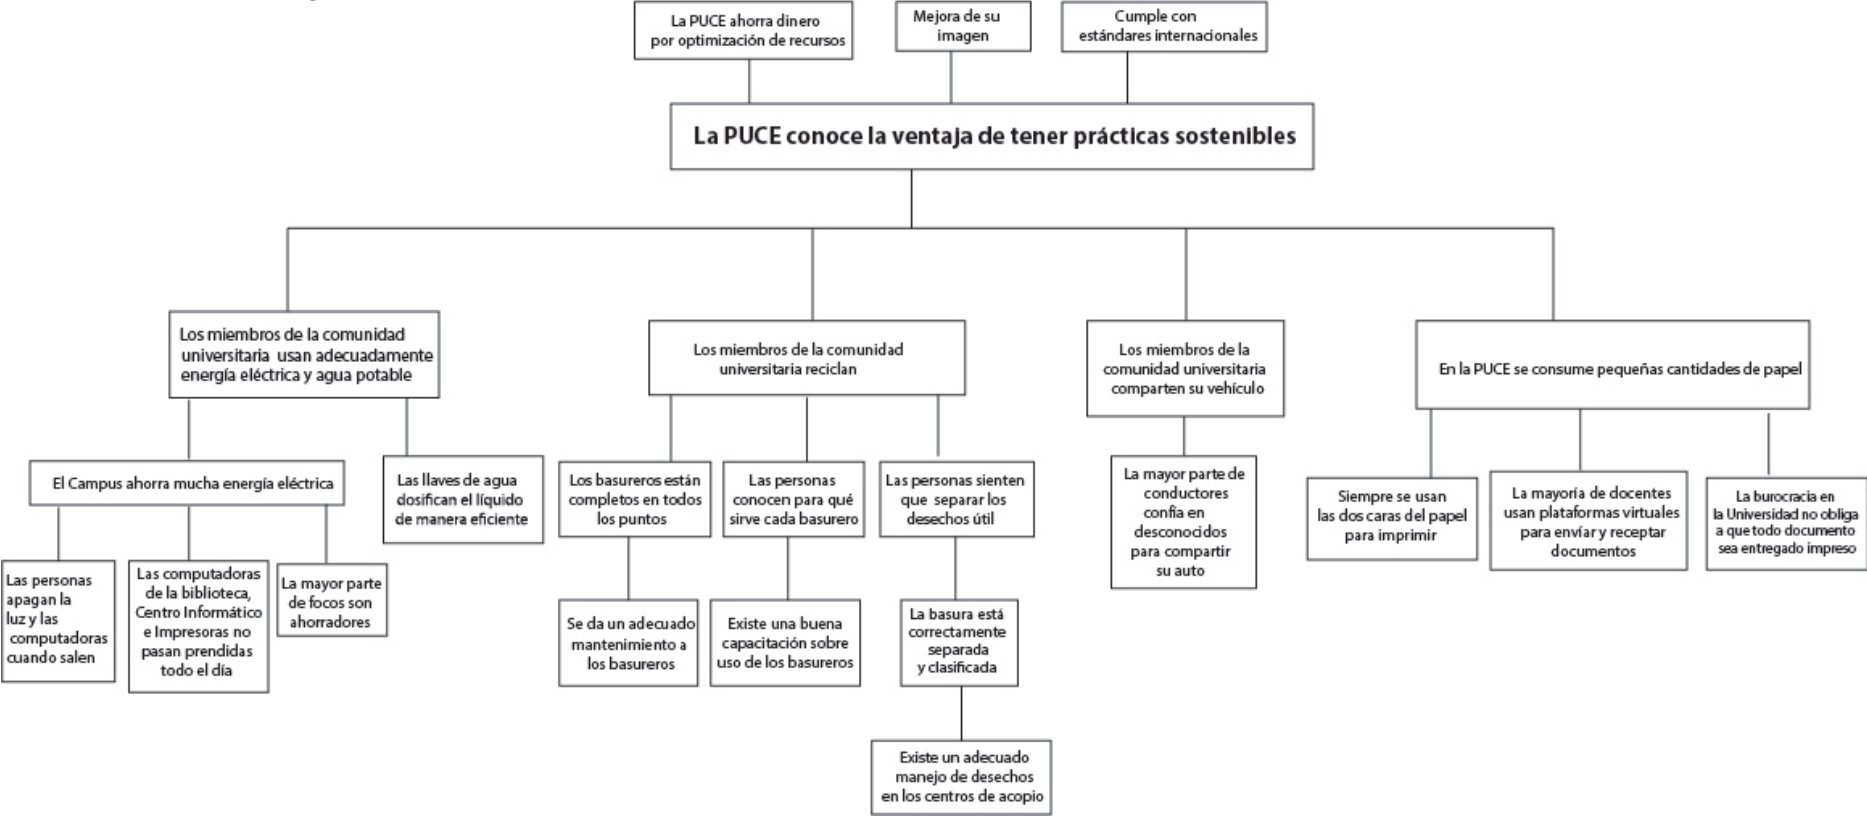 La PUCE ahorra dinero
por optimización de recursos
Mejora de su
imagen
Cumple con
estándares internacionales
La PUCE conoce la ventaja de tener prácticas sostenibles
Los miembros de la comunidad
universitaria usan adecuadamente
energía eléctrica y agua potable
Los miembros de la comunidad
universitaria reciclan
Los miembros de la
comunidad universitaria
comparten su vehículo
En la PUCE se consume pequeñas cantidades de papel
El Campus ahorra mucha energía eléctrica
Las llaves de agua
dosifican el líquido
de manera eficiente
Los basureros están
completos en todos
los puntos
Las personas
conocen para qué
sirve cada basurero
Las personas sienten
que separar los
desechos útil
La mayor parte de
conductores
confía en
desconocidos
para compartir
su auto
Siempre se usan
las dos caras del papel
para imprimir
La mayoría de docentes
usan plataformas virtuales
para envíar y receptar
documentos
La burocracia en
la Universidad no obliga
a que todo documento
sea entregado impreso
Las personas
apagan la
luz y las
computadoras
cuando salen
Las computadoras
de la biblioteca,
Centro Informático
e Impresoras no
pasan prendidas
todo el día
La mayor parte
de focos son
ahorradores
Se da un adecuado
mantenimiento a
los basureros
Existe una buena
capacitación sobre
uso de los basureros
La basura está
correctamente
separada
y clasificada
Existe un adecuado
manejo de desechos
en los centros de acopio